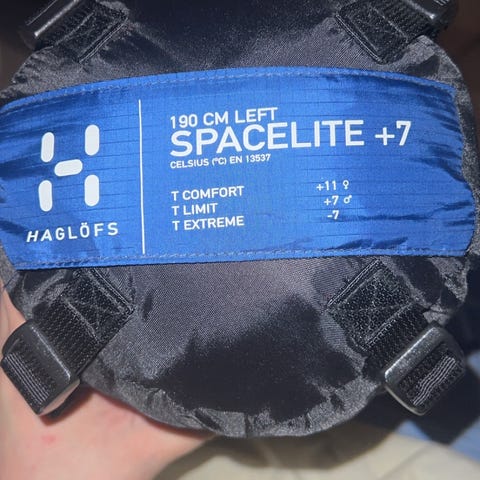 190 CM LEFT
SPACELITE +7
CELSIUS (°C) EN 13537
T COMFORT +11 ♀
T LIMIT +7 ♂
T EXTREME -7
HAGLÖFS